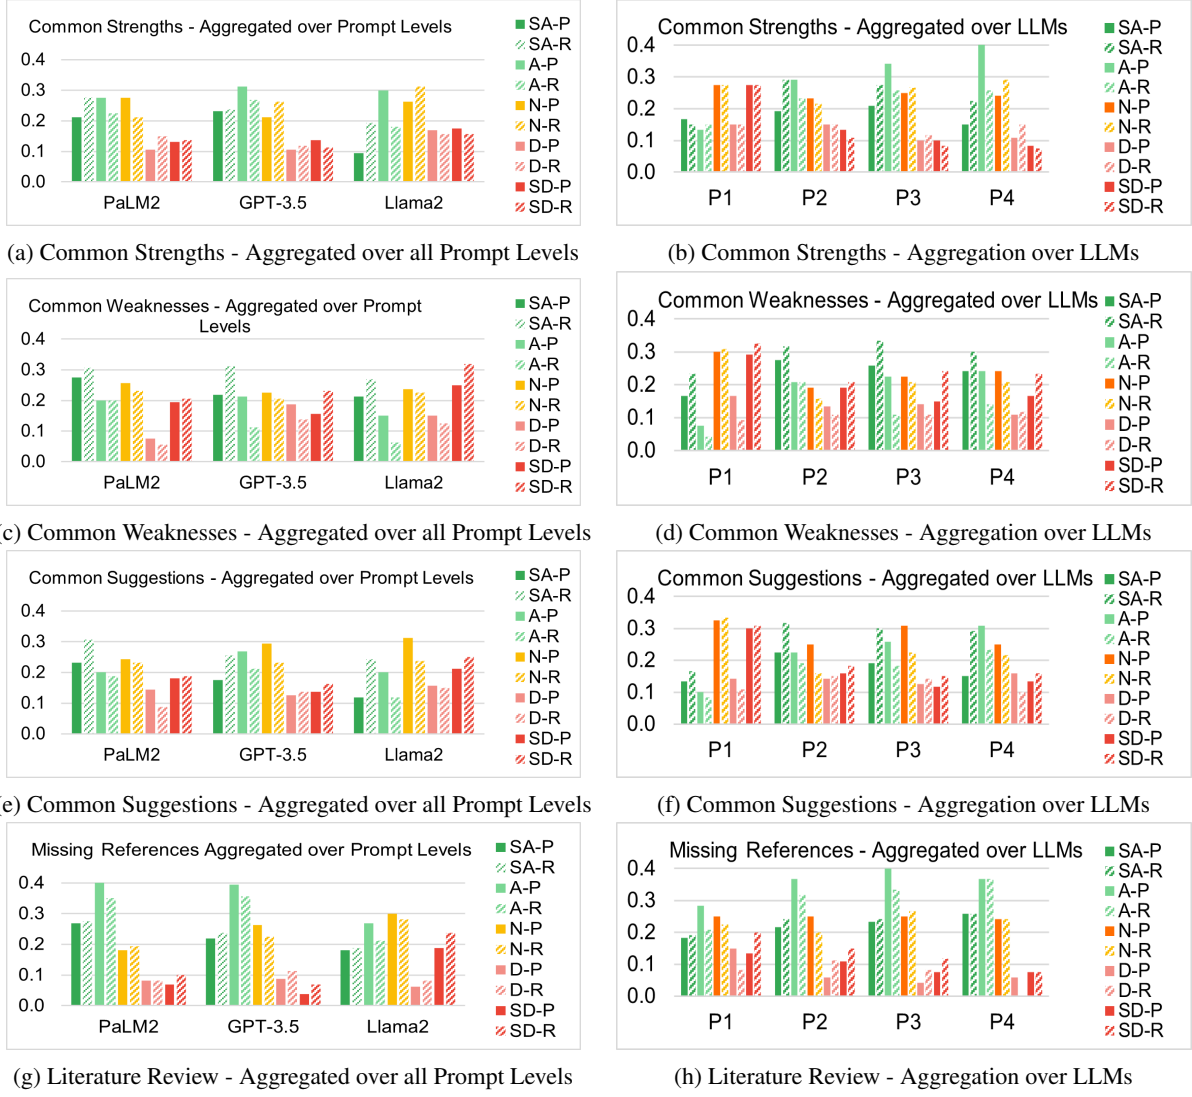 Common Strengths - Aggregated over Prompt Levels
0.4
0.3
0.2
0.1
0.0
PaLM2 GPT-3.5 Llama2
SA-P
SA-R
A-P
A-R
N-P
N-R
D-P
D-R
SD-P
SD-R
(a) Common Strengths - Aggregated over all Prompt Levels
Common Strengths - Aggregated over LLMs
0.4
0.3
0.2
0.1
0.0
P1 P2 P3 P4
SA-P
SA-R
A-P
A-R
N-P
N-R
D-P
D-R
SD-P
SD-R
(b) Common Strengths - Aggregation over LLMs
Common Weaknesses - Aggregated over Prompt
Levels
0.4
0.3
0.2
0.1
0.0
PaLM2 GPT-3.5 Llama2
SA-P
SA-R
A-P
A-R
N-P
N-R
D-P
D-R
SD-P
SD-R
c) Common Weaknesses - Aggregated over all Prompt Levels
Common Weaknesses - Aggregated over LLMs
0.4
0.3
0.2
0.1
0.0
P1 P2 P3 P4
SA-P
SA-R
A-P
A-R
N-P
N-R
D-P
D-R
SD-P
SD-R
(d) Common Weaknesses - Aggregation over LLMs
Common Suggestions - Aggregated over Prompt Levels
0.4
0.3
0.2
0.1
0.0
PaLM2 GPT-3.5 Llama2
SA-P
SA-R
A-P
A-R
N-P
N-R
D-P
D-R
SD-P
SD-R
e) Common Suggestions - Aggregated over all Prompt Levels
Common Suggestions - Aggregated over LLMs
0.4
0.3
0.2
0.1
0.0
P1 P2 P3 P4
SA-P
SA-R
A-P
A-R
N-P
N-R
D-P
D-R
SD-P
SD-R
(f) Common Suggestions - Aggregation over LLMs
Missing References Aggregated over Prompt Levels
0.4
0.3
0.2
0.1
0.0
PaLM2 GPT-3.5 Llama2
SA-P
SA-R
A-P
A-R
N-P
N-R
D-P
D-R
SD-P
SD-R
(g) Literature Review - Aggregated over all Prompt Levels
Missing References - Aggregated over LLMs
0.4
0.3
0.2
0.1
0.0
P1 P2 P3 P4
SA-P
SA-R
A-P
A-R
N-P
N-R
D-P
D-R
SD-P
SD-R
(h) Literature Review - Aggregation over LLMs